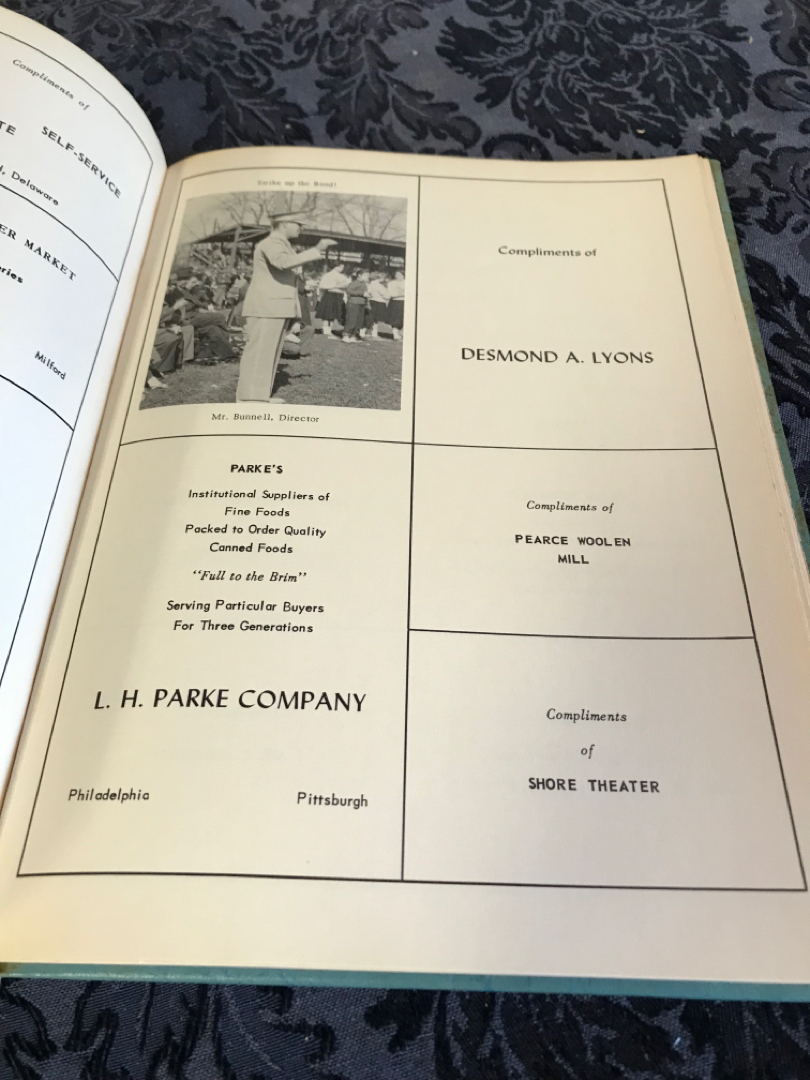 Compliments of
SELF-SERVICE
Delaware
MARKET
Milford
Strike up the Band!
Mr. Bunnell, Director
PARKE'S
Institutional Suppliers of
Fine Foods
Packed to Order Quality
Canned Foods
"Full to the Brim"
Serving Particular Buyers
For Three Generations
L. H. PARKE COMPANY
Philadelphia Pittsburgh
Compliments of
DESMOND A. LYONS
Compliments of
PEARCE WOOLEN
MILL
Compliments
of
SHORE THEATER